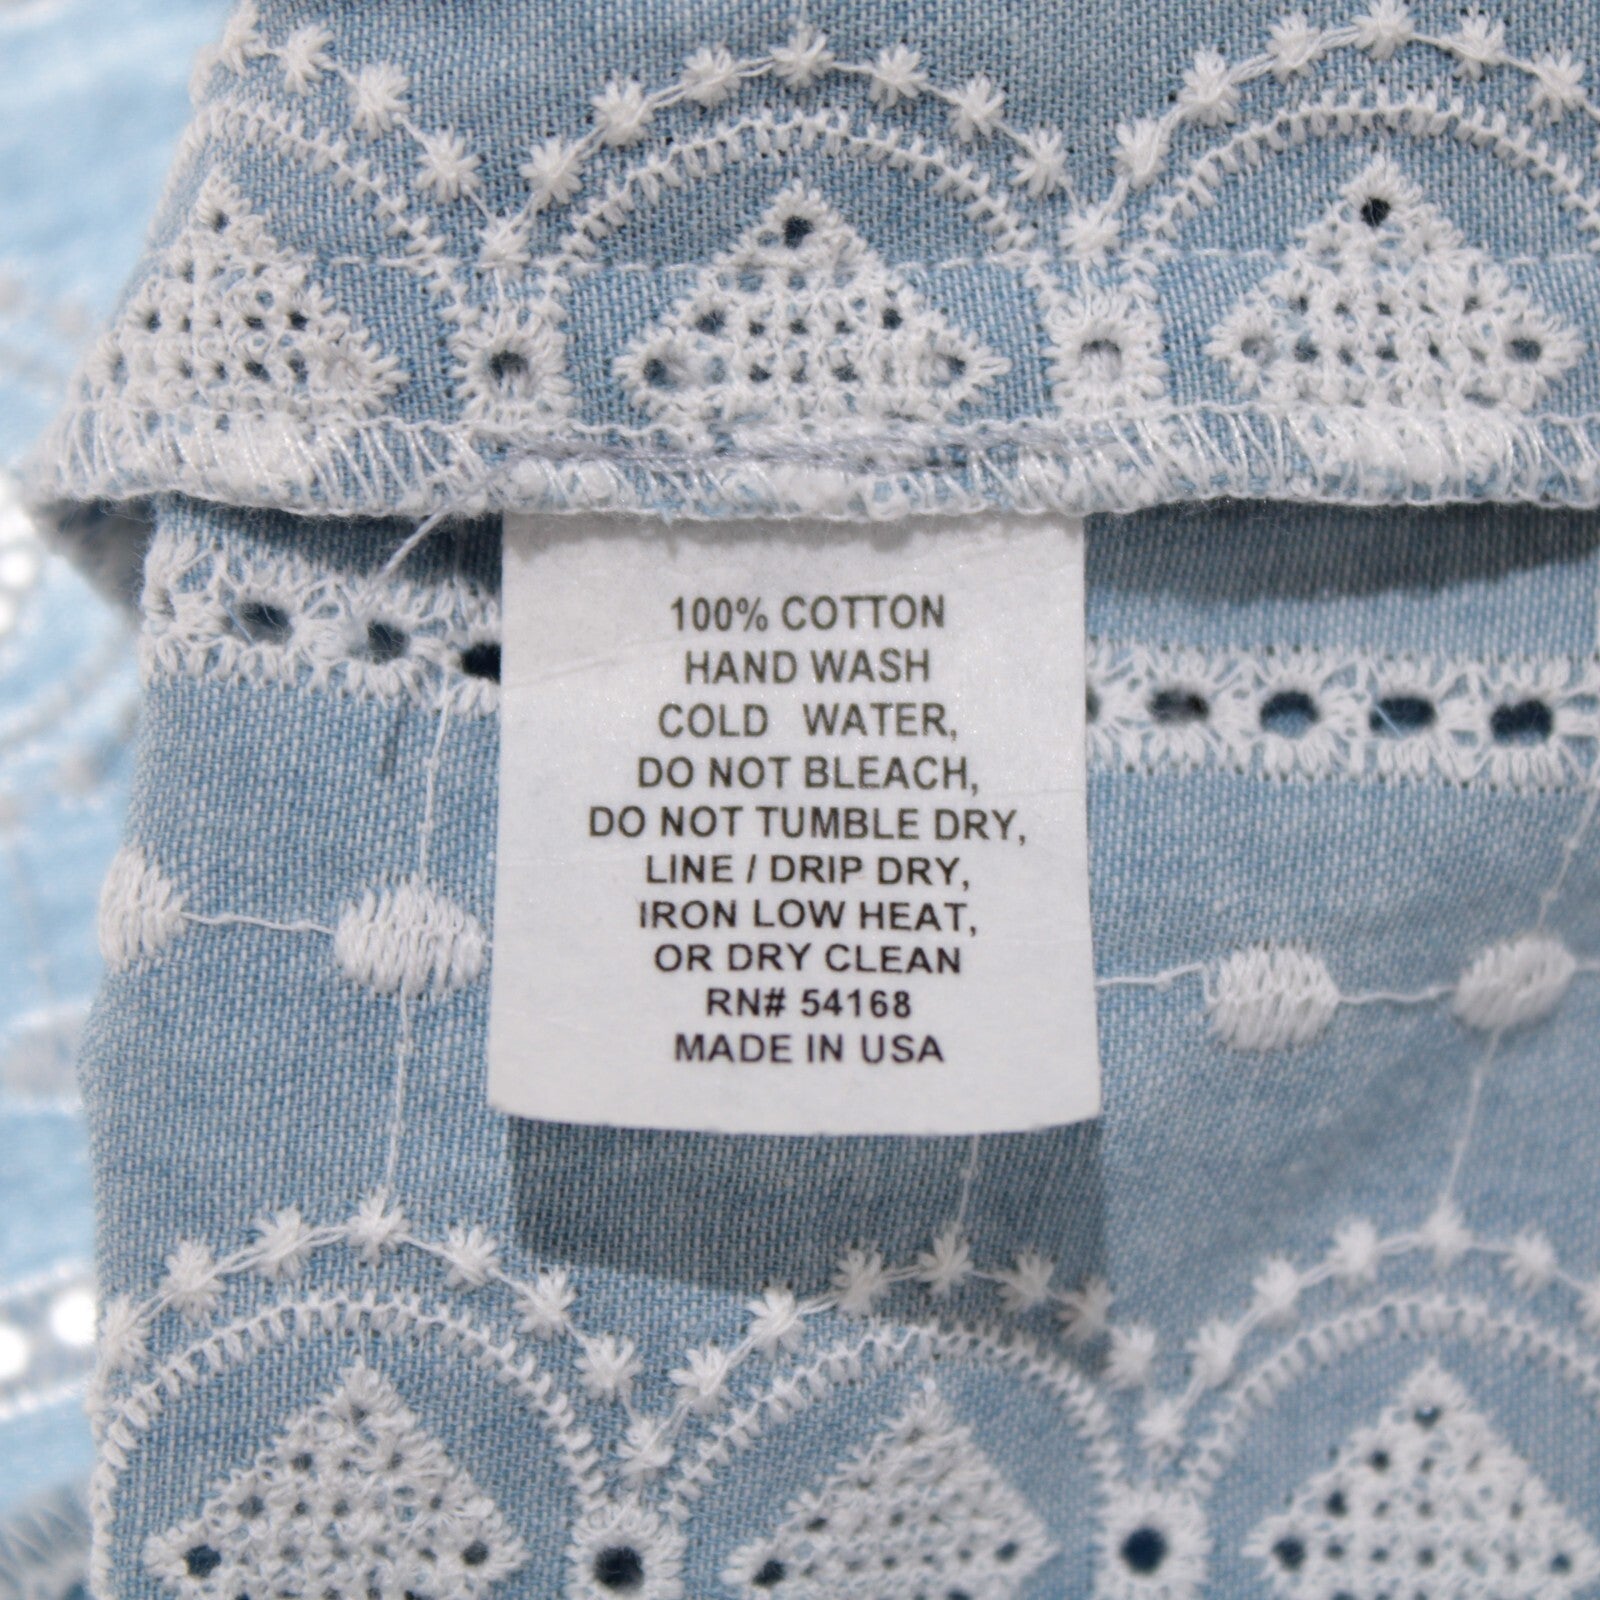 100% COTTON
HAND WASH
COLD WATER,
DO NOT BLEACH,
DO NOT TUMBLE DRY,
LINE / DRIP DRY,
IRON LOW HEAT,
OR DRY CLEAN
RN# 54168
MADE IN USA